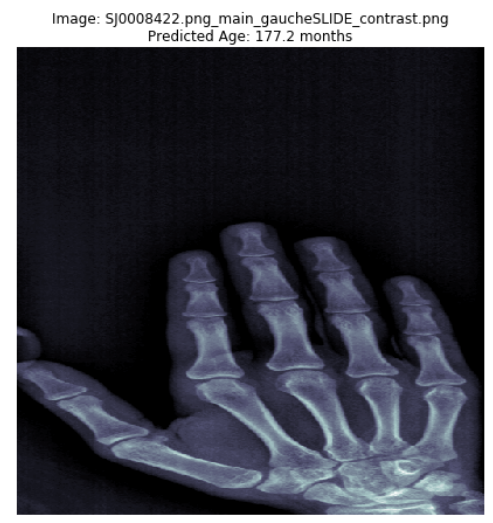 Image: SJ0008422.png_main_gaucheSLIDE_contrast.png
Predicted Age: 177.2 months